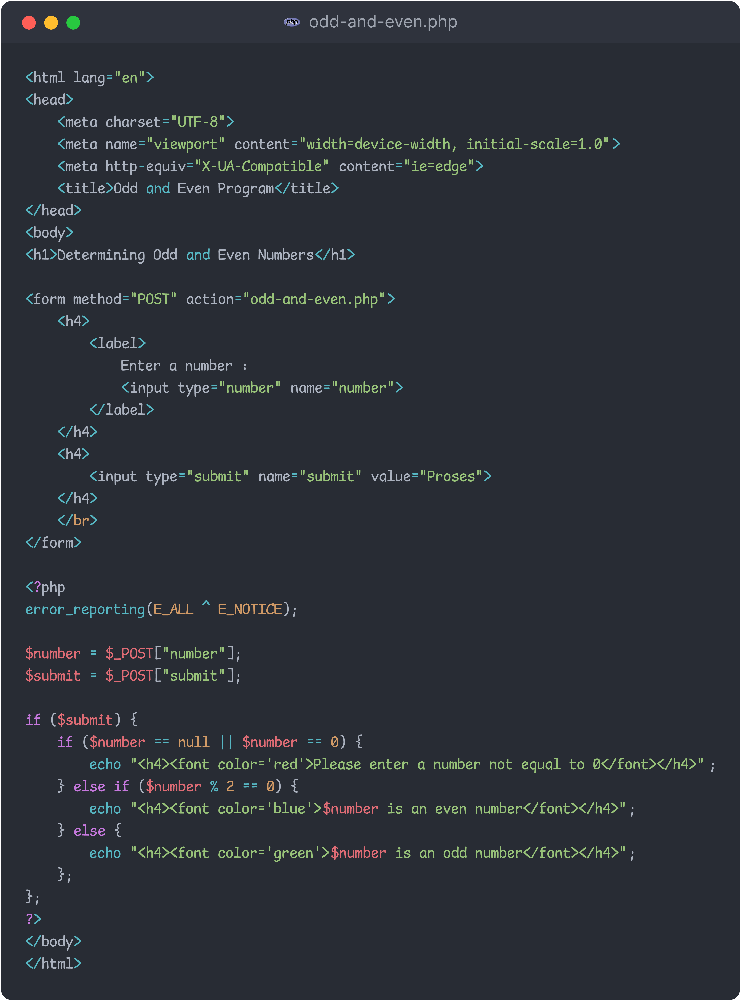 php odd-and-even.php
<html lang="en">
<head>
    <meta charset="UTF-8">
    <meta name="viewport" content="width=device-width, initial-scale=1.0">
    <meta http-equiv="X-UA-Compatible" content="ie=edge">
    <title>Odd and Even Program</title>
</head>
<body>
<h1>Determining Odd and Even Numbers</h1>

<form method="POST" action="odd-and-even.php">
    <h4>
        <label>
            Enter a number :
            <input type="number" name="number">
        </label>
    </h4>
    <h4>
        <input type="submit" name="submit" value="Proses">
    </h4>
    </br>
</form>

<?php
error_reporting(E_ALL ^ E_NOTICE);

$number = $_POST["number"];
$submit = $_POST["submit"];

if ($submit) {
    if ($number == null || $number == 0) {
        echo "<h4><font color='red'>Please enter a number not equal to 0</font></h4>" ;
    } else if ($number % 2 == 0) {
        echo "<h4><font color='blue'>$number is an even number</font></h4>";
    } else {
        echo "<h4><font color='green'>$number is an odd number</font></h4>";
    };
};
?>
</body>
</html>